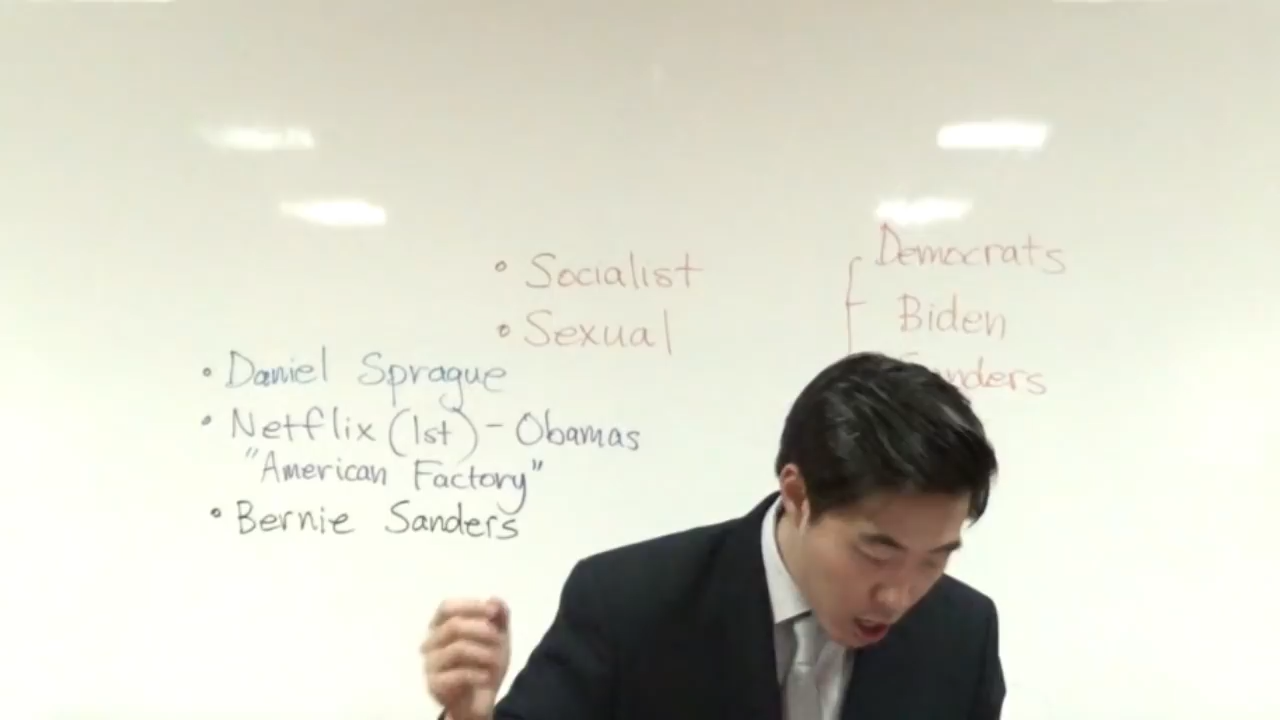 • Socialist
• Sexual
Democrats
Biden
• Daniel Sprague
• Netflix (1st) - Obamas
"American Factory"
• Bernie Sanders